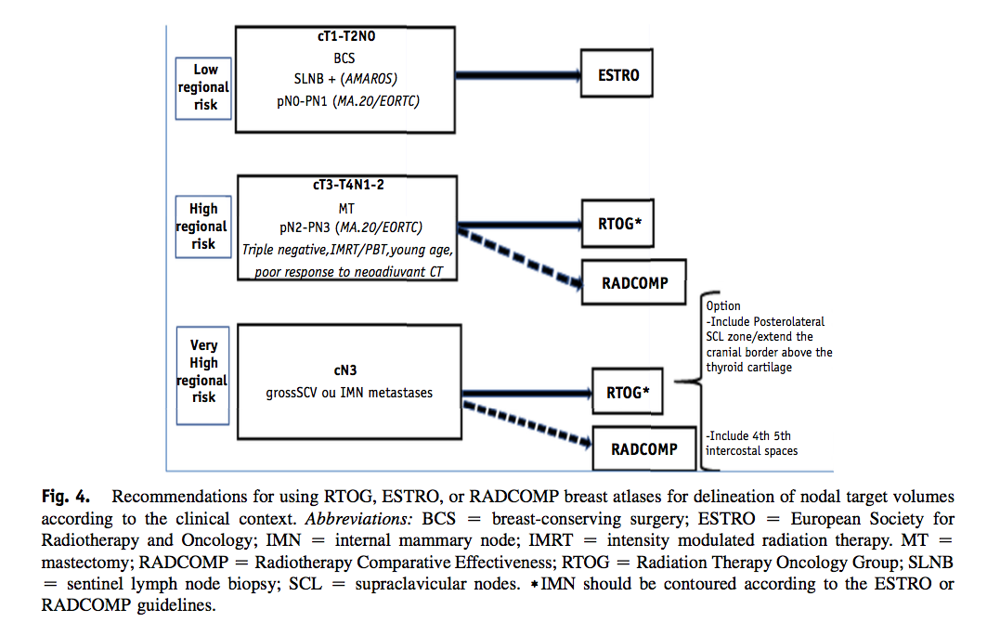 cT1-T2N0
BCS
SLNB + (AMAROS)
pN0-PN1 (MA.20/EORTC)
Low
regional
risk
ESTRO
cT3-T4N1-2
MT
pN2-PN3 (MA.20/EORTC)
Triple negative,IMRT/PBT,young age,
poor response to neoadiuvant CT
High
regional
risk
RTOG*
RADCOMP
Very
High
regional
risk
cN3
grossSCV ou IMN metastases
RTOG*
RADCOMP
Option
-Include Posterolateral
SCL zone/extend the
cranial border above the
thyroid cartilage
-Include 4th 5th
intercostal spaces
Fig. 4. Recommendations for using RTOG, ESTRO, or RADCOMP breast atlases for delineation of nodal target volumes
according to the clinical context. Abbreviations: BCS = breast-conserving surgery; ESTRO = European Society for
Radiotherapy and Oncology; IMN = internal mammary node; IMRT = intensity modulated radiation therapy. MT =
mastectomy; RADCOMP = Radiotherapy Comparative Effectiveness; RTOG = Radiation Therapy Oncology Group; SLNB
= sentinel lymph node biopsy; SCL = supraclavicular nodes. *IMN should be contoured according to the ESTRO or
RADCOMP guidelines.